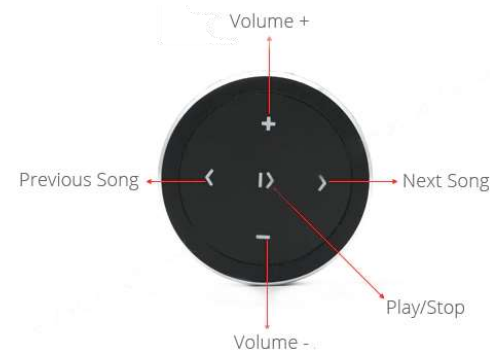 Volume +
Previous Song
Next Song
Play/Stop
Volume -